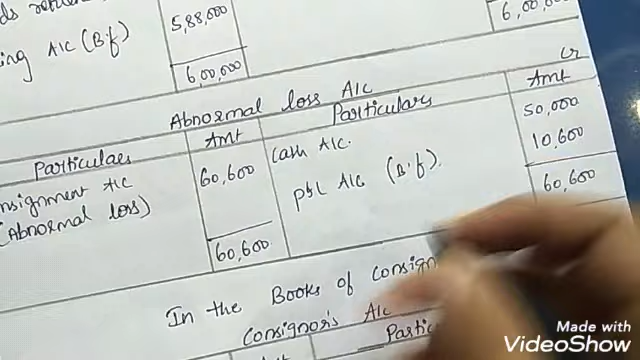 5,88,000
6,00,000
A/C (B.f)
6,00,000
Abnormal loss A/C
Cr
Particulars Amt Particulars Amt
Consignment A/C 60,600 Cash A/C. 50,000
(Abnormal loss) P&L A/C (B.f). 10,600
60,600 60,600
In the Books of Consign
Consignor's A/C
Partic
Made with
VideoShow